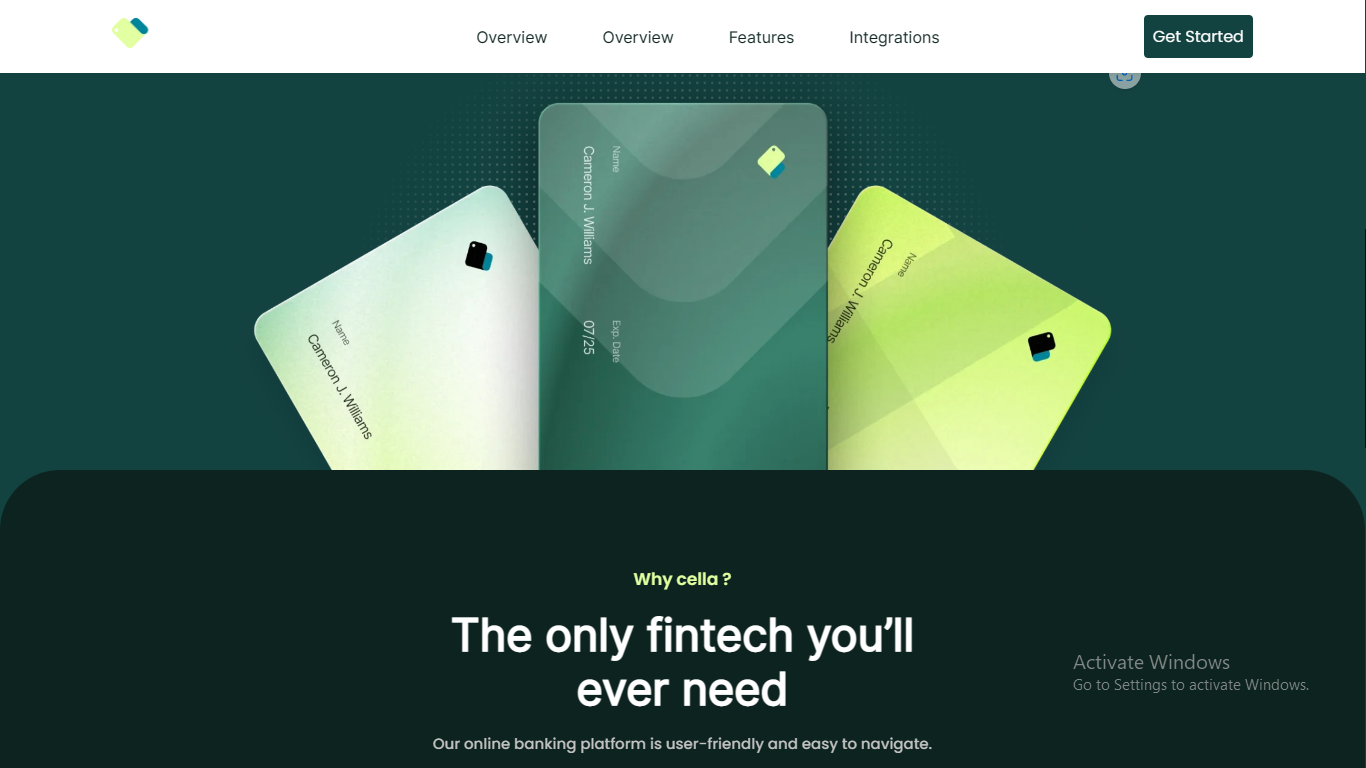 Overview
Overview
Features
Integrations
Get Started
Name
Cameron J. Williams
Name
Cameron J. Williams
Exp. Date
07/25
Name
Cameron J. Williams
Why cella ?
The only fintech you’ll
ever need
Our online banking platform is user-friendly and easy to navigate.
Activate Windows
Go to Settings to activate Windows.